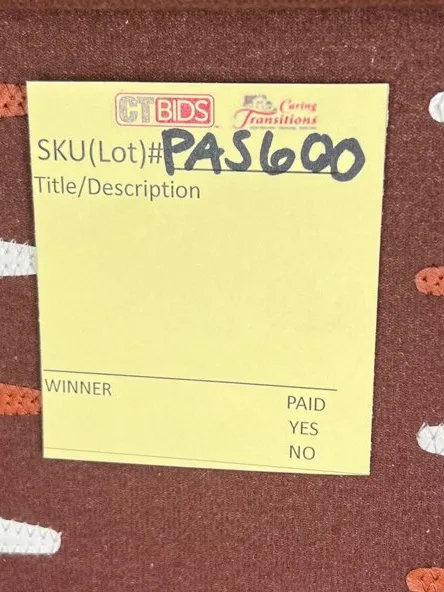 CTBIDS Caring Transitions
SKU(Lot)# PAS600
Title/Description
WINNER
PAID
YES
NO